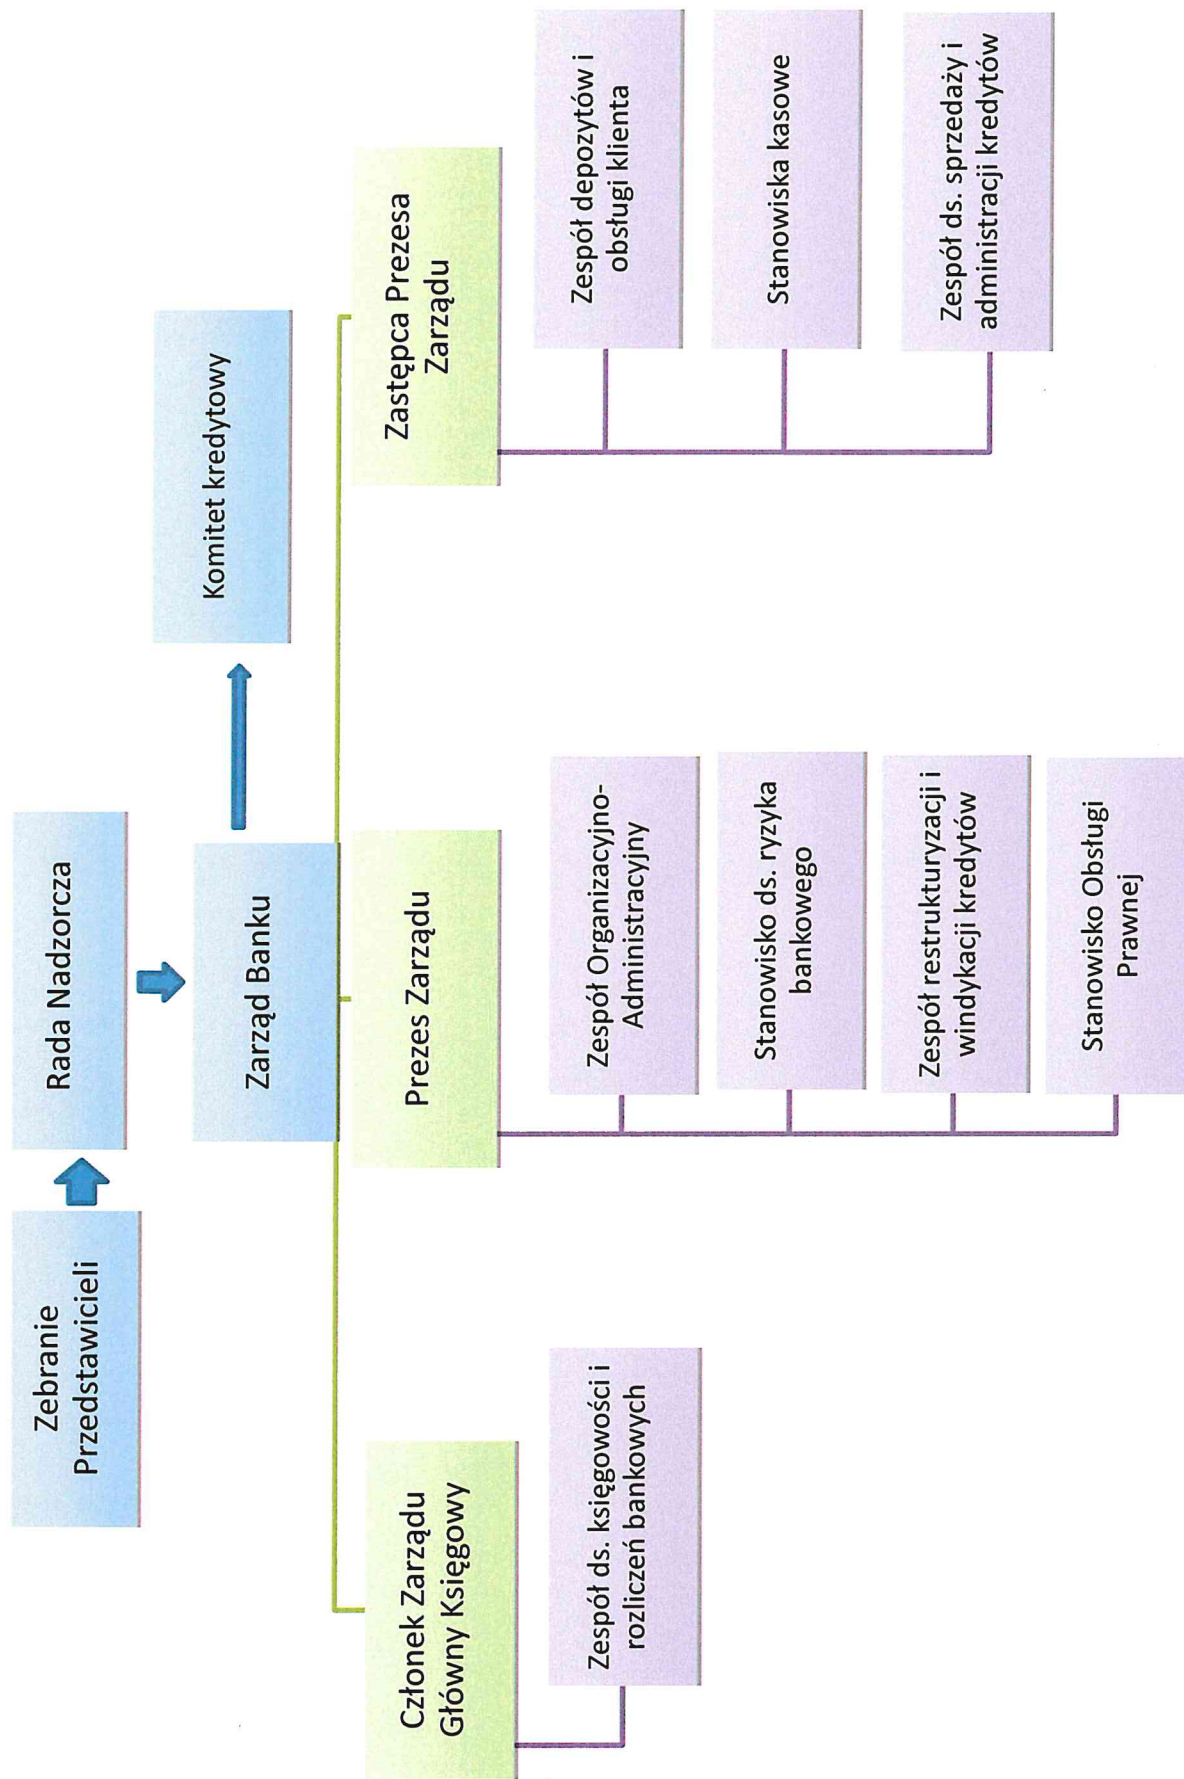 Zebranie
Przedstawicieli
Rada Nadzorcza
Zarząd Banku
Komitet kredytowy
Członek Zarządu
Główny Księgowy
Zespół ds. księgowości i
rozliczeń bankowych
Prezes Zarządu
Zespół Organizacyjno-
Administracyjny
Stanowisko ds. ryzyka
bankowego
Zespół restrukturyzacji i
windykacji kredytów
Stanowisko Obsługi
Prawnej
Zastępca Prezesa
Zarządu
Zespół depozytów i
obsługi klienta
Stanowiska kasowe
Zespół ds. sprzedaży i
administracji kredytów